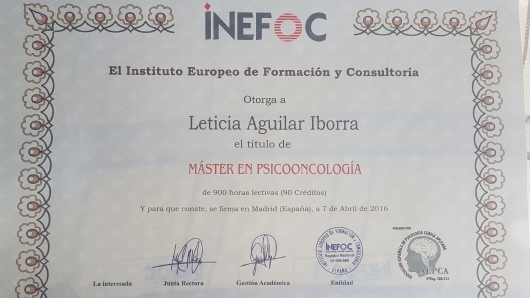 INEFOC
El Instituto Europeo de Formación y Consultoría
Otorga a
Leticia Aguilar Iborra
el título de
MÁSTER EN PSICOONCOLOGÍA
de 900 horas lectivas (90 Créditos)
Y para que conste, se firma en Madrid (España), a 7 de Abril de 2016
INEFOC
ESPAÑA
La interesada Junta Rectora Gestión Académica Entidad